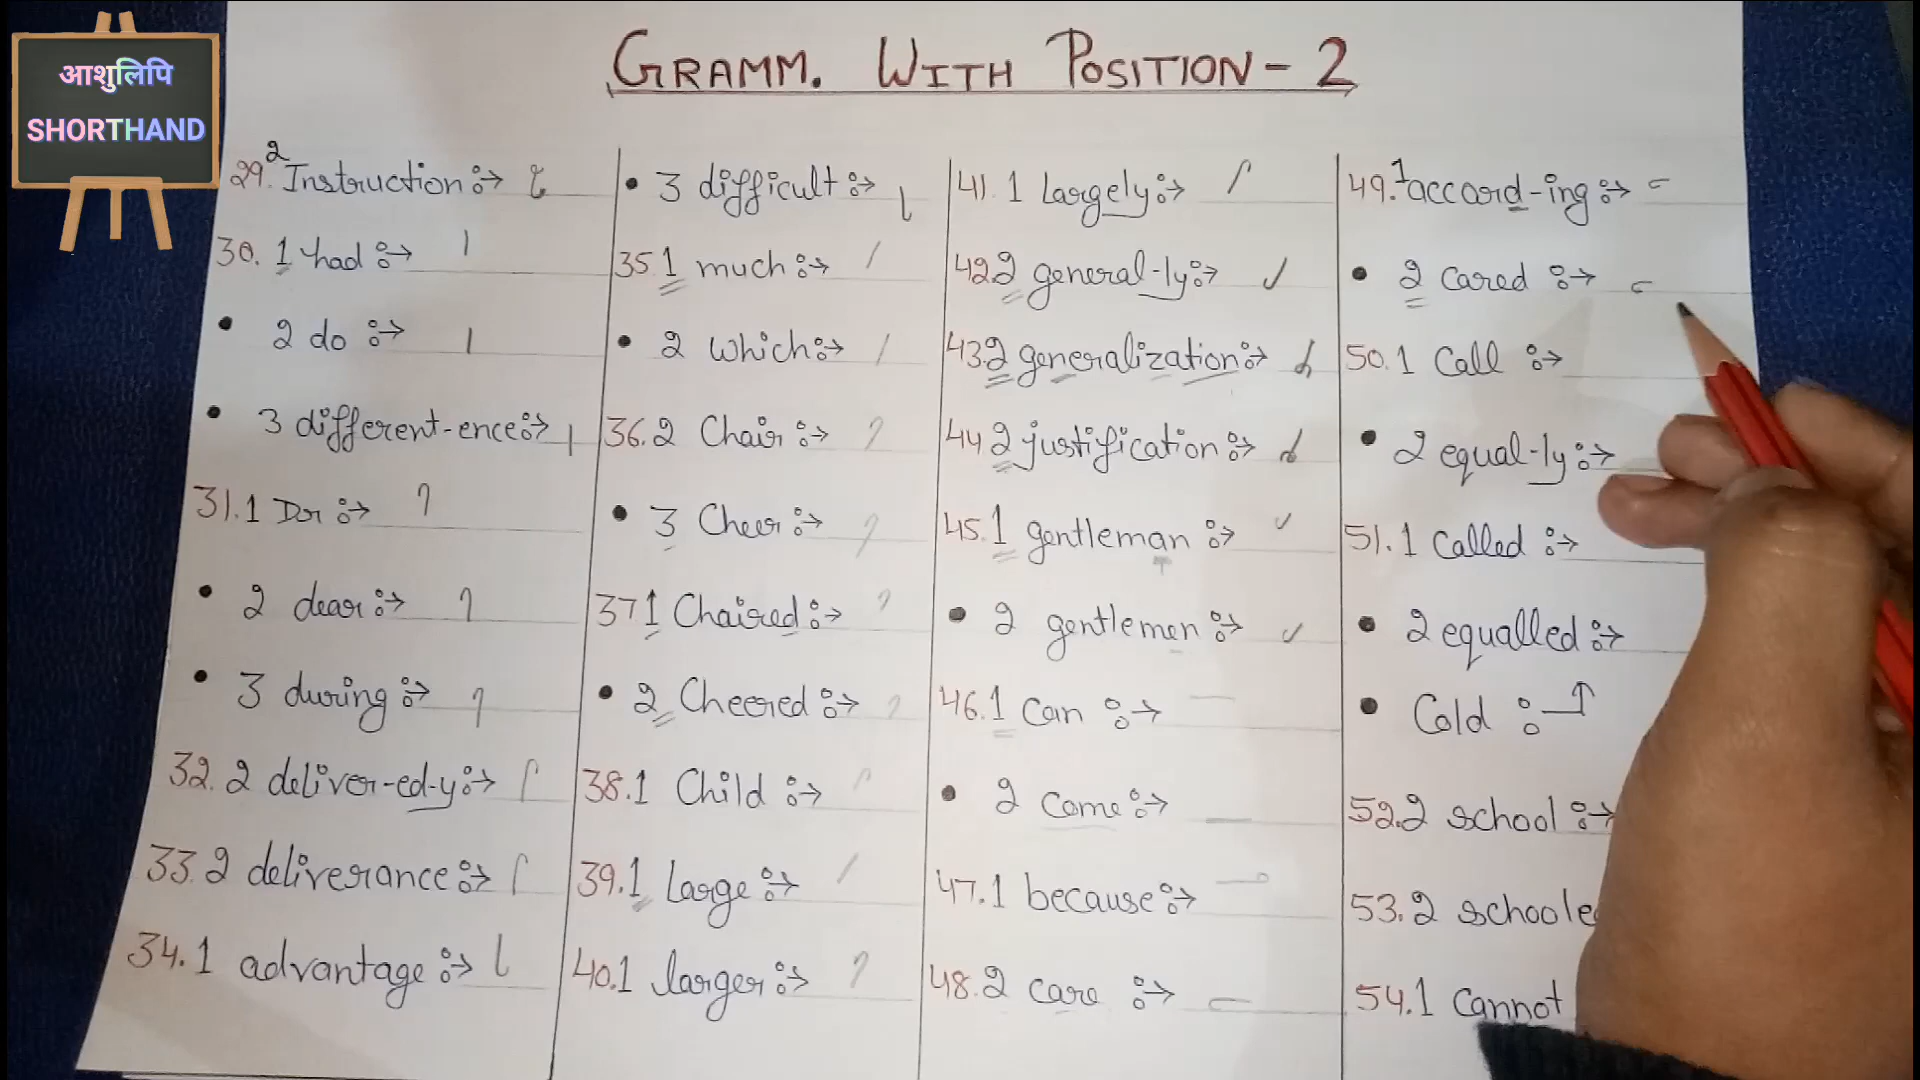 आशुलिपि
SHORTHAND
GRAMM. WITH POSITION - 2
29. 2 Instruction
30. 1 had
2 do
3 different-ence
31. 1 Dr
2 dear
3 during
32. 2 deliver-ed-y
33. 2 deliverance
34. 1 advantage
3 difficult
35 1 much
2 which
36. 2 Chair
3 Cheer
37 1 Chaired
2 Cheered
38. 1 Child
39. 1 Large
40. 1 larger
41. 1 Largely
42. 2 general-ly
43. 2 generalization
44 2 justification
45. 1 gentleman
2 gentlemen
46. 1 Can
2 come
47. 1 because
48. 2 care
49. 1 accord-ing
2 cared
50. 1 Call
2 equal-ly
51. 1 Called
2 equalled
Cold
52. 2 school
53. 2 schoole
54. 1 Cannot